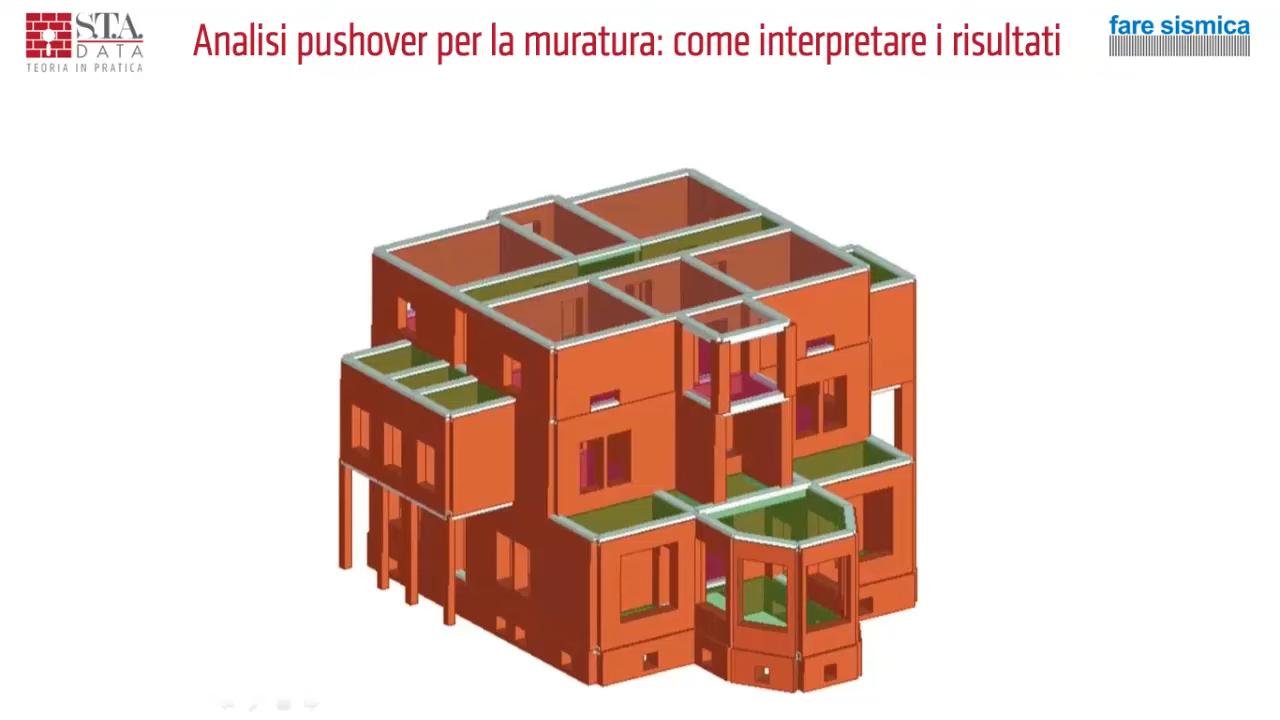 S.T.A.
DATA
TEORIA IN PRATICA
Analisi pushover per la muratura: come interpretare i risultati
fare sismica